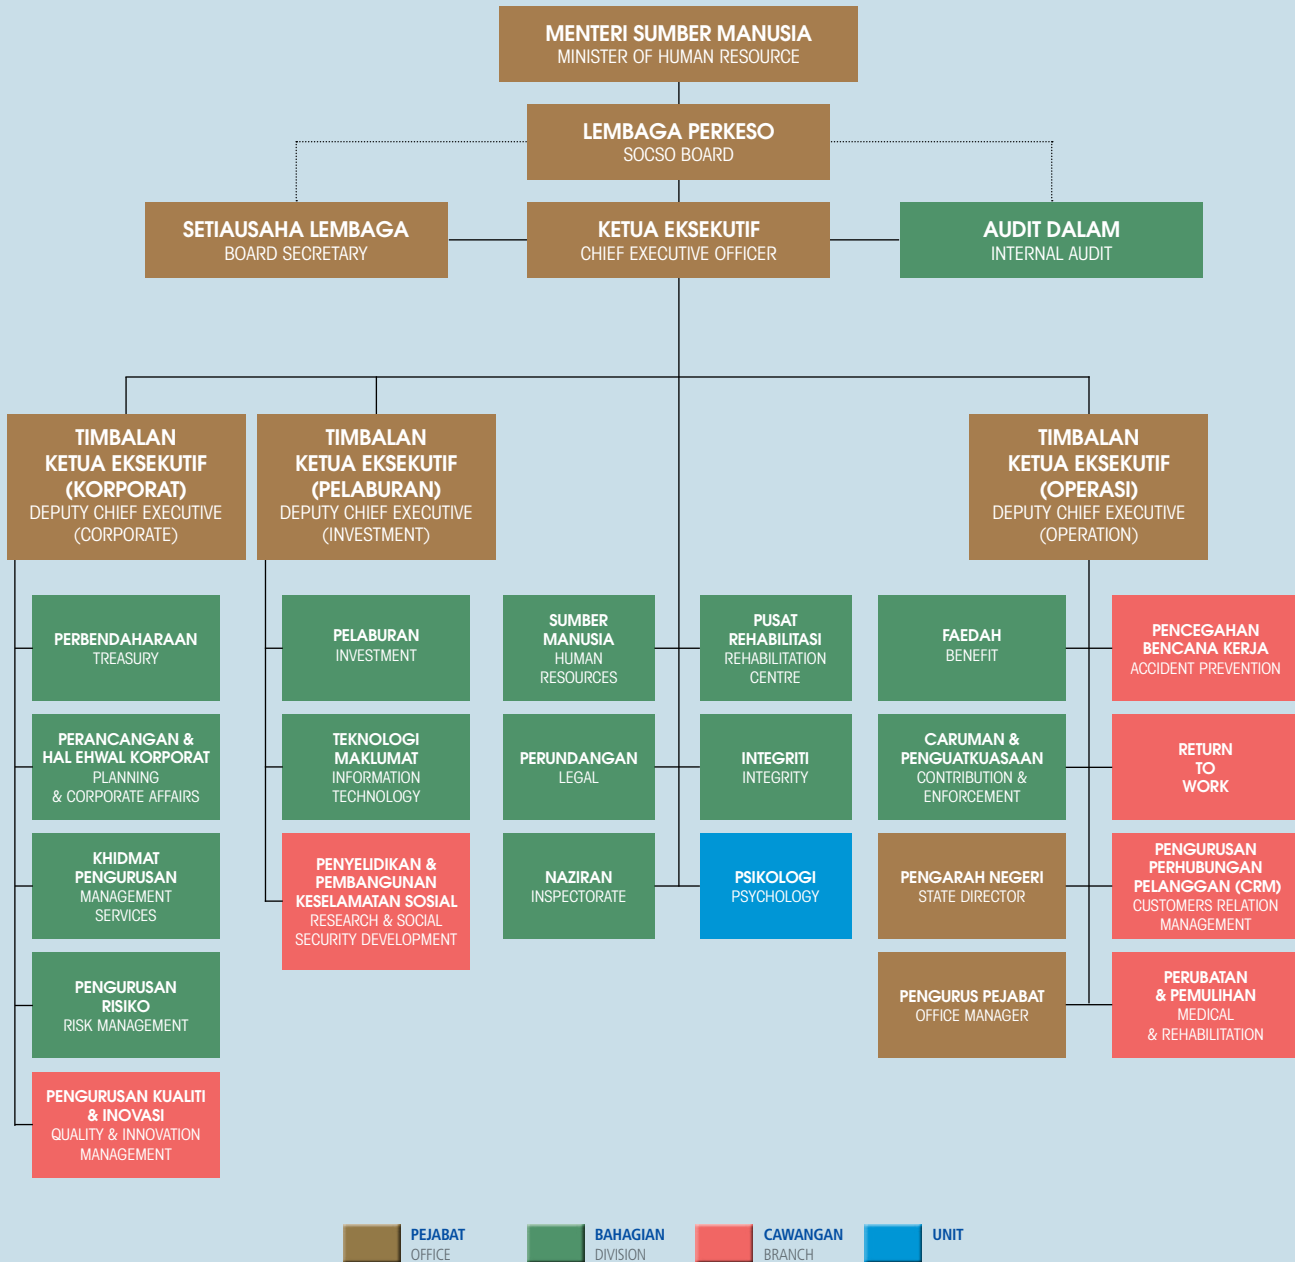 MENTERI SUMBER MANUSIA
MINISTER OF HUMAN RESOURCE
LEMBAGA PERKESO
SOCSO BOARD
SETIAUSAHA LEMBAGA
BOARD SECRETARY
KETUA EKSEKUTIF
CHIEF EXECUTIVE OFFICER
AUDIT DALAM
INTERNAL AUDIT
TIMBALAN
KETUA EKSEKUTIF
(KORPORAT)
DEPUTY CHIEF EXECUTIVE
(CORPORATE)
TIMBALAN
KETUA EKSEKUTIF
(PELABURAN)
DEPUTY CHIEF EXECUTIVE
(INVESTMENT)
TIMBALAN
KETUA EKSEKUTIF
(OPERASI)
DEPUTY CHIEF EXECUTIVE
(OPERATION)
PERBENDAHARAAN
TREASURY
PERANCANGAN &
HAL EHWAL KORPORAT
PLANNING
& CORPORATE AFFAIRS
KHIDMAT
PENGURUSAN
MANAGEMENT
SERVICES
PENGURUSAN
RISIKO
RISK MANAGEMENT
PENGURUSAN KUALITI
& INOVASI
QUALITY & INNOVATION
MANAGEMENT
PELABURAN
INVESTMENT
TEKNOLOGI
MAKLUMAT
INFORMATION
TECHNOLOGY
PENYELIDIKAN &
PEMBANGUNAN
KESELAMATAN SOSIAL
RESEARCH & SOCIAL
SECURITY DEVELOPMENT
SUMBER
MANUSIA
HUMAN
RESOURCES
PERUNDANGAN
LEGAL
NAZIRAN
INSPECTORATE
PUSAT
REHABILITASI
REHABILITATION
CENTRE
INTEGRITI
INTEGRITY
PSIKOLOGI
PSYCHOLOGY
FAEDAH
BENEFIT
CARUMAN &
PENGUATKUASAAN
CONTRIBUTION &
ENFORCEMENT
PENGARAH NEGERI
STATE DIRECTOR
PENGURUS PEJABAT
OFFICE MANAGER
PENCEGAHAN
BENCANA KERJA
ACCIDENT PREVENTION
RETURN
TO
WORK
PENGURUSAN
PERHUBUNGAN
PELANGGAN (CRM)
CUSTOMERS RELATION
MANAGEMENT
PERUBATAN
& PEMULIHAN
MEDICAL
& REHABILITATION
PEJABAT
OFFICE
BAHAGIAN
DIVISION
CAWANGAN
BRANCH
UNIT